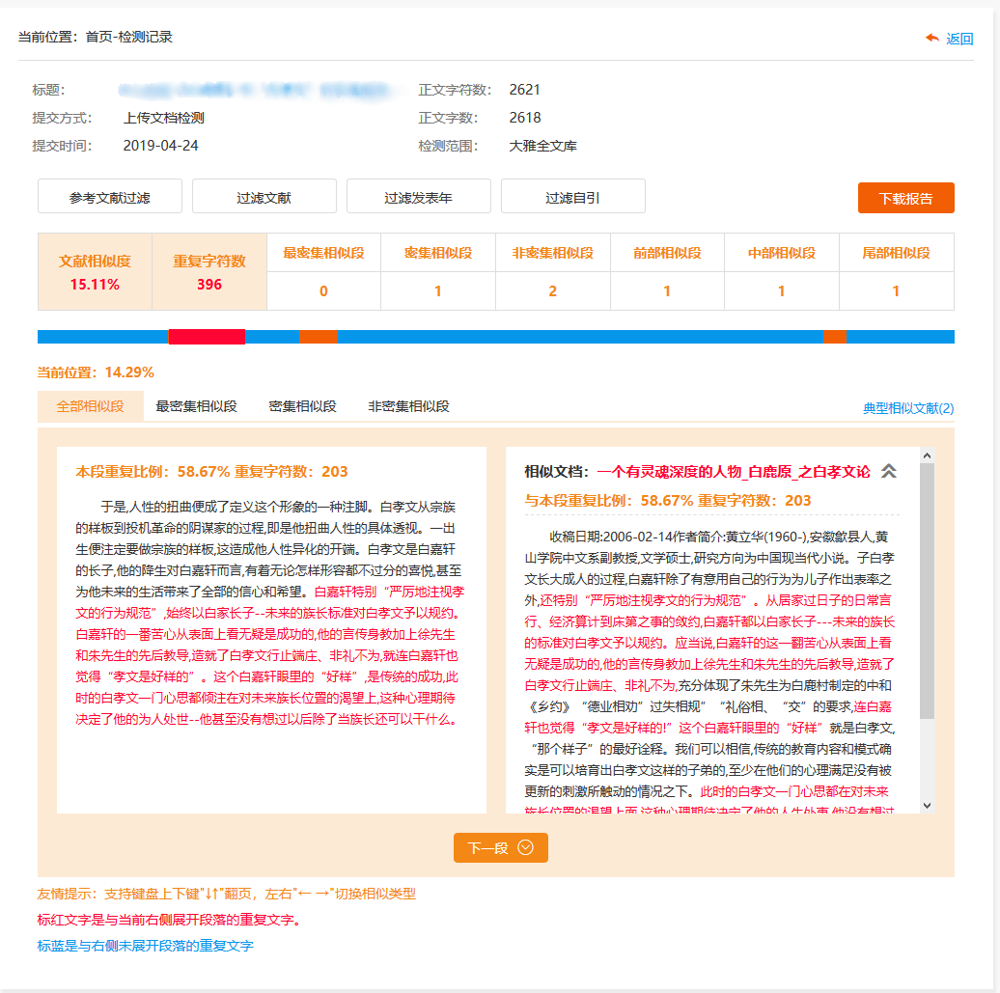 当前位置：首页-检测记录
返回
标题：
正文字符数： 2621
提交方式： 上传文档检测
正文字数： 2618
提交时间： 2019-04-24
检测范围： 大雅全文库
参考文献过滤 过滤文献 过滤发表年 过滤自引 下载报告
文献相似度 重复字符数 最密集相似段 密集相似段 非密集相似段 前部相似段 中部相似段 尾部相似段
15.11% 396 0 1 2 1 1 1
当前位置：14.29%
全部相似段 最密集相似段 密集相似段 非密集相似段 典型相似文献(2)
本段重复比例：58.67% 重复字符数：203
于是,人性的扭曲便成了定义这个形象的一种注脚。白孝文从宗族
的样板到投机革命的阴谋家的过程,即是他扭曲人性的具体透视。一出
生便注定要做宗族的样板,这造成他人性异化的开端。白孝文是白嘉轩
的长子,他的降生对白嘉轩而言,有着无论怎样形容都不过分的喜悦,甚至
为他未来的生活带来了全部的信心和希望。白嘉轩特别“严厉地注视孝
文的行为规范”,始终以白家长子--未来的族长标准对白孝文予以规约。
白嘉轩的一番苦心从表面上看无疑是成功的,他的言传身教加上徐先生
和朱先生的先后教导,造就了白孝文行止端庄、非礼不为,就连白嘉轩也
觉得“孝文是好样的”。这个白嘉轩眼里的“好样”,是传统的成功,此
时的白孝文一门心思都倾注在对未来族长位置的渴望上,这种心理期待
决定了他的为人处世--他甚至没有想过以后除了当族长还可以干什么。
相似文档：一个有灵魂深度的人物_白鹿原_之白孝文论
与本段重复比例：58.67% 重复字符数：203
收稿日期:2006-02-14作者简介:黄立华(1960-),安徽歙县人,黄
山学院中文系副教授,文学硕士,研究方向为中国现当代小说。子白孝
文长大成人的过程,白嘉轩除了有意用自己的行为为儿子作出表率之
外,还特别“严厉地注视孝文的行为规范”。从居家过日子的日常言
行、经济算计到床第之事的敛约,白嘉轩都以白家长子---未来的族长
的标准对白孝文予以规约。应当说,白嘉轩的这一翻苦心从表面上看
无疑是成功的,他的言传身教加上徐先生和朱先生的先后教导,造就了
白孝文行止端庄、非礼不为,充分体现了朱先生为白鹿村制定的中和
《乡约》“德业相劝”过失相规”“礼俗相、“交”的要求,连白嘉
轩也觉得“孝文是好样的!”这个白嘉轩眼里的“好样”就是白孝文,
“那个样子”的最好诠释。我们可以相信,传统的教育内容和模式确
实是可以培育出白孝文这样的子弟的,至少在他们的心理满足没有被
更新的刺激所触动的情况之下。此时的白孝文一门心思都在对未来
族长位置的渴望上面,这种心理期待决定了他的人生处事,他没有想过
下一段
友情提示：支持键盘上下键"↓↑"翻页，左右"← →"切换相似类型
标红文字是与当前右侧展开段落的重复文字。
标蓝是与右侧未展开段落的重复文字